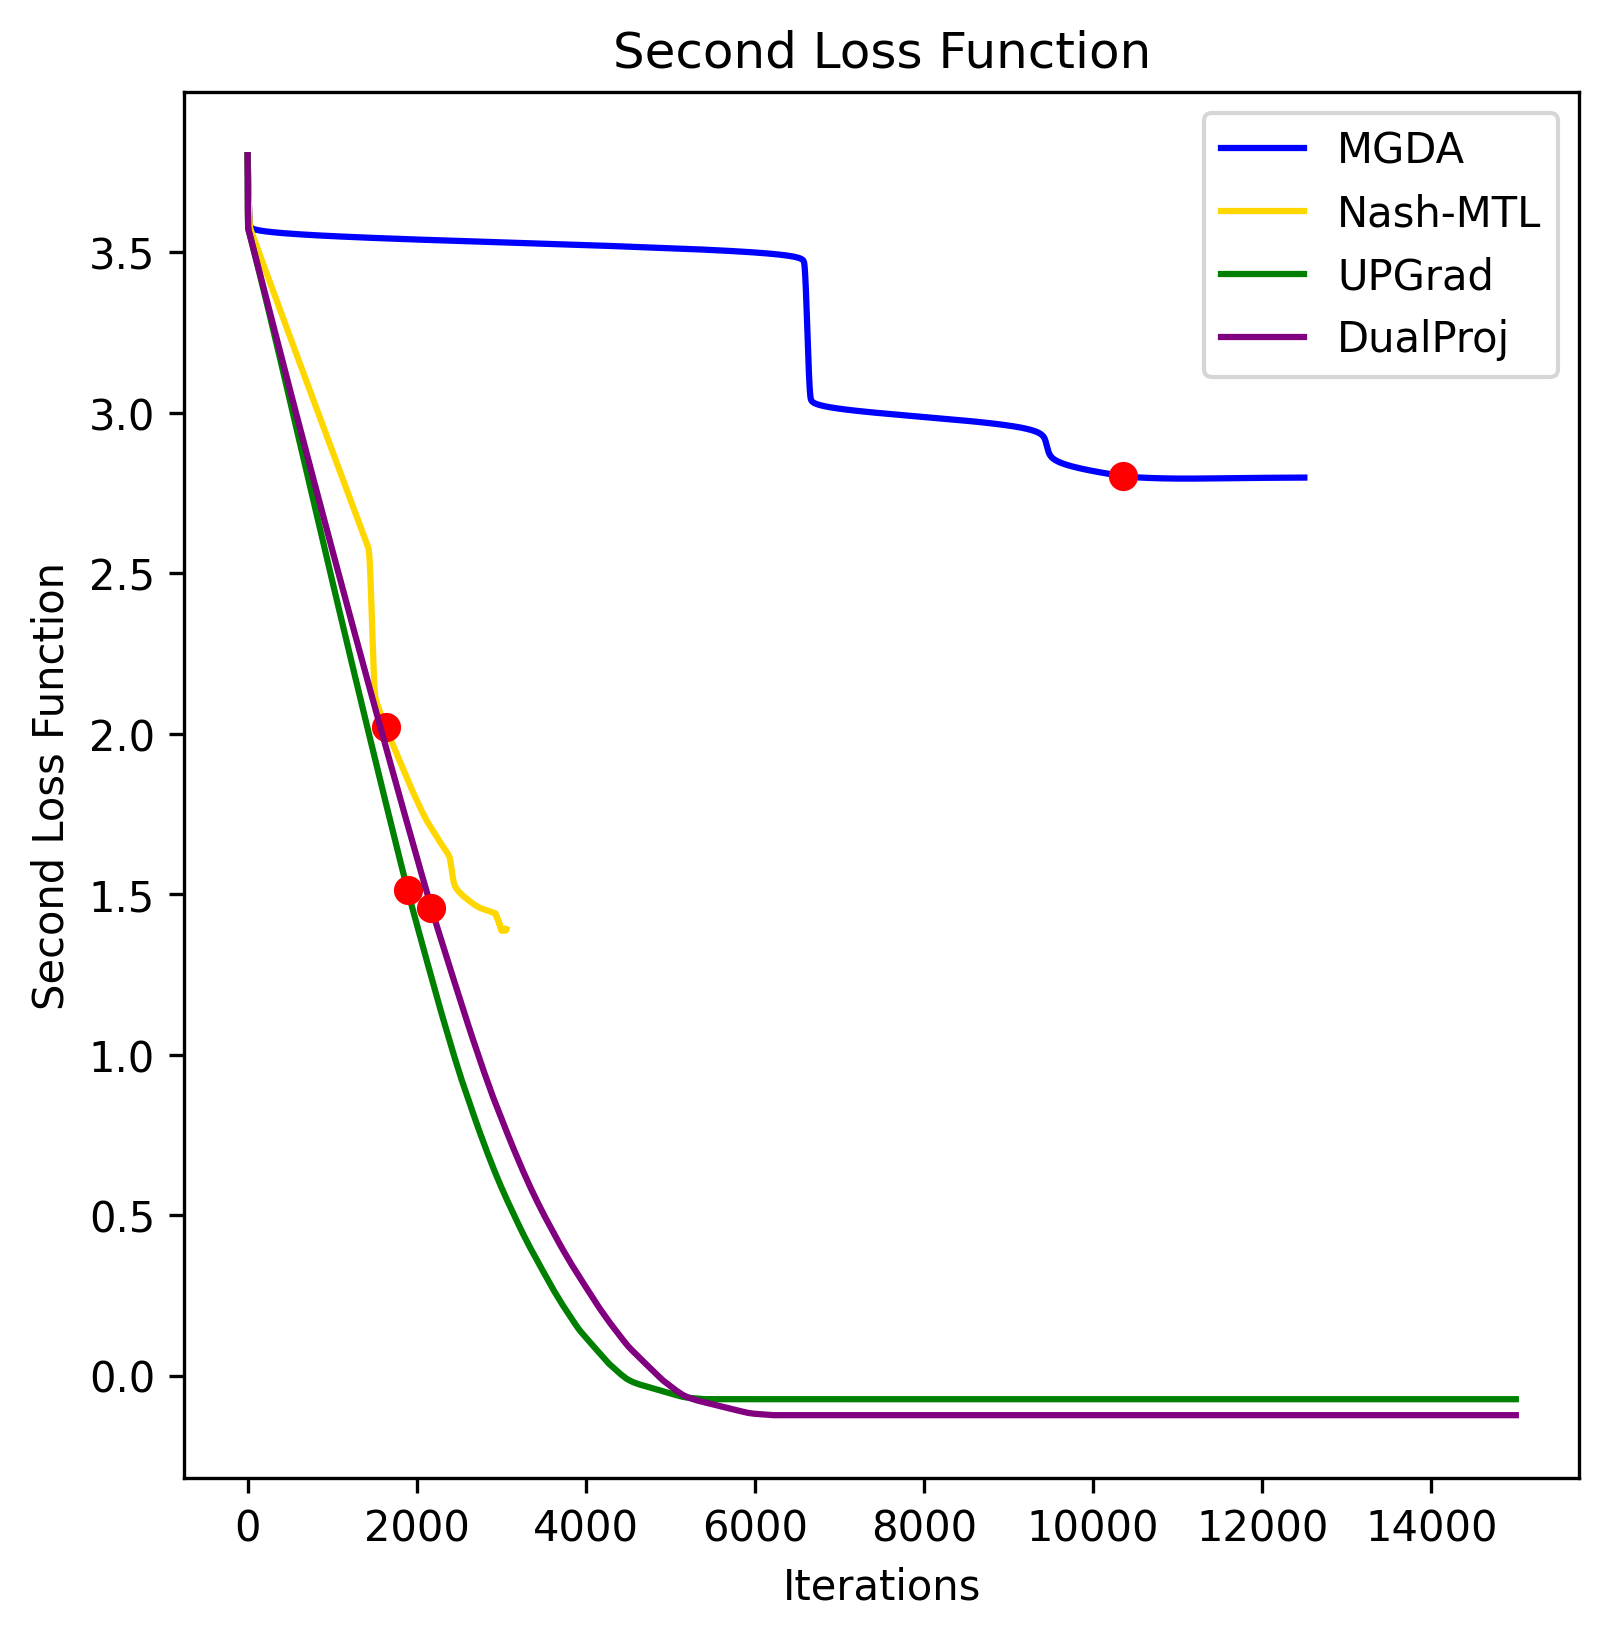 Second Loss Function
MGDA
Nash-MTL
UPGrad
DualProj
Second Loss Function
3.5
3.0
2.5
2.0
1.5
1.0
0.5
0.0
0 2000 4000 6000 8000 10000 12000 14000
Iterations